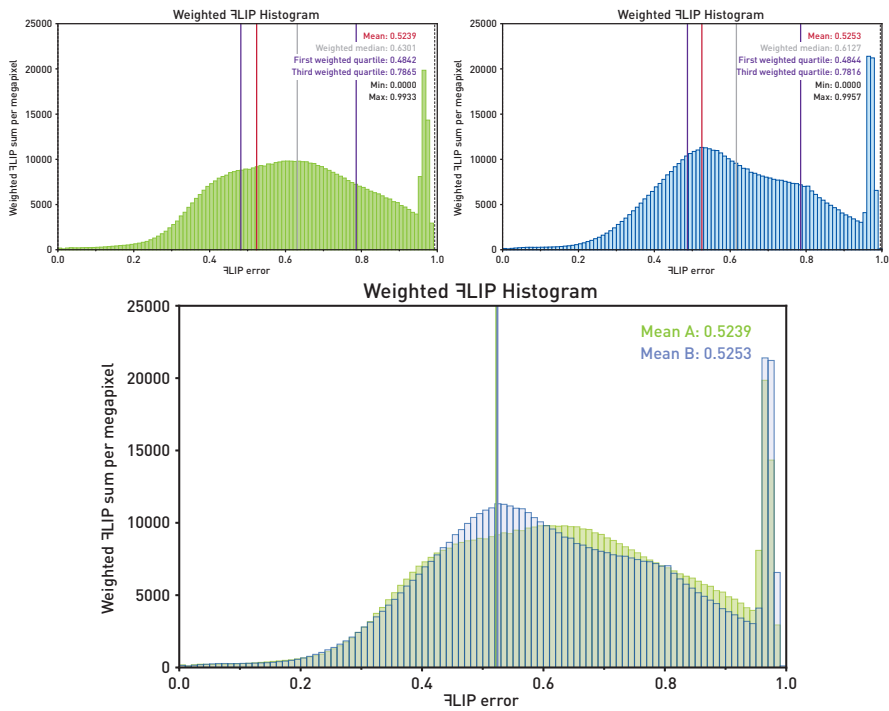 Weighted ꟻLIP Histogram
25000
20000
15000
10000
5000
0
Weighted ꟻLIP sum per megapixel
Mean: 0.5239
Weighted median: 0.6301
First weighted quartile: 0.4842
Third weighted quartile: 0.7865
Min: 0.0000
Max: 0.9933
0.0 0.2 0.4 0.6 0.8 1.0
ꟻLIP error
Weighted ꟻLIP Histogram
25000
20000
15000
10000
5000
0
Weighted ꟻLIP sum per megapixel
Mean: 0.5253
Weighted median: 0.6127
First weighted quartile: 0.4844
Third weighted quartile: 0.7816
Min: 0.0000
Max: 0.9957
0.0 0.2 0.4 0.6 0.8 1.0
ꟻLIP error
Weighted ꟻLIP Histogram
25000
20000
15000
10000
5000
0
Weighted ꟻLIP sum per megapixel
Mean A: 0.5239
Mean B: 0.5253
0.0 0.2 0.4 0.6 0.8 1.0
ꟻLIP error